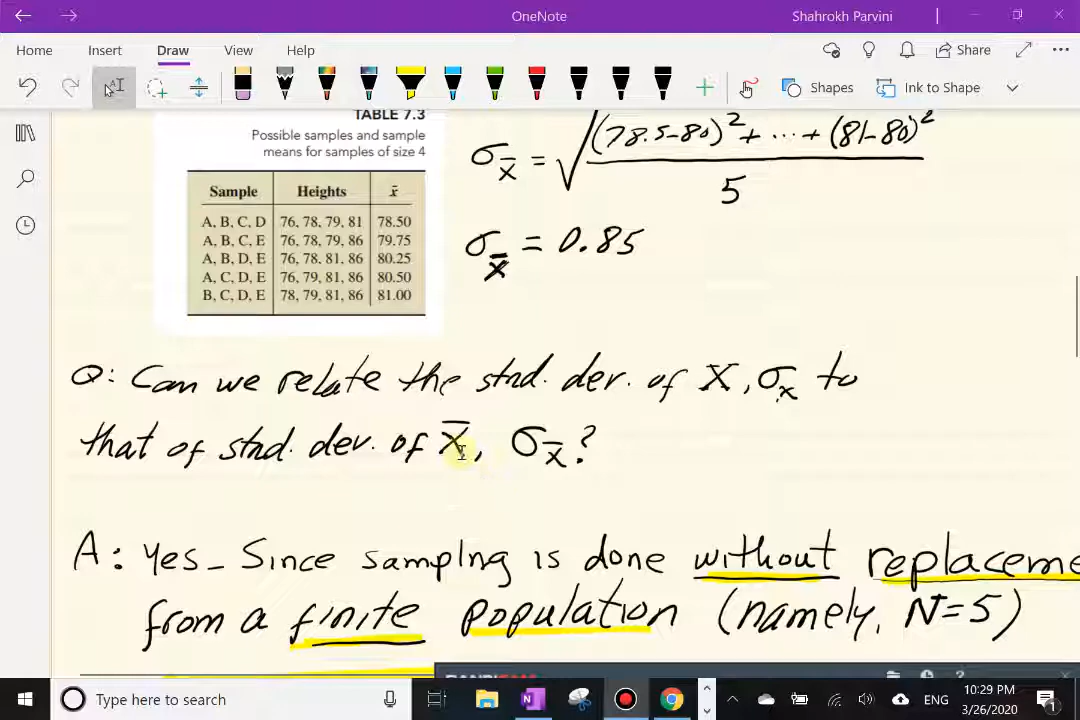 OneNote
Shahrokh Parvini
Home Insert Draw View Help
Share
Shapes
Ink to Shape
TABLE 7.3
Possible samples and sample
means for samples of size 4
Sample Heights x̄
A, B, C, D 76, 78, 79, 81 78.50
A, B, C, E 76, 78, 79, 86 79.75
A, B, D, E 76, 78, 81, 86 80.25
A, C, D, E 76, 79, 81, 86 80.50
B, C, D, E 78, 79, 81, 86 81.00
σx̄ = √((78.5-80)² + ... + (81-80)² / 5)
σx̄ = 0.85
Q: Can we relate the stnd. dev. of X, σx to
that of stnd. dev. of x̄, σx̄?
A: Yes - Since samplng is done without replaceme
from a finite population (namely, N=5)
Type here to search
ENG
10:29 PM
3/26/2020
1